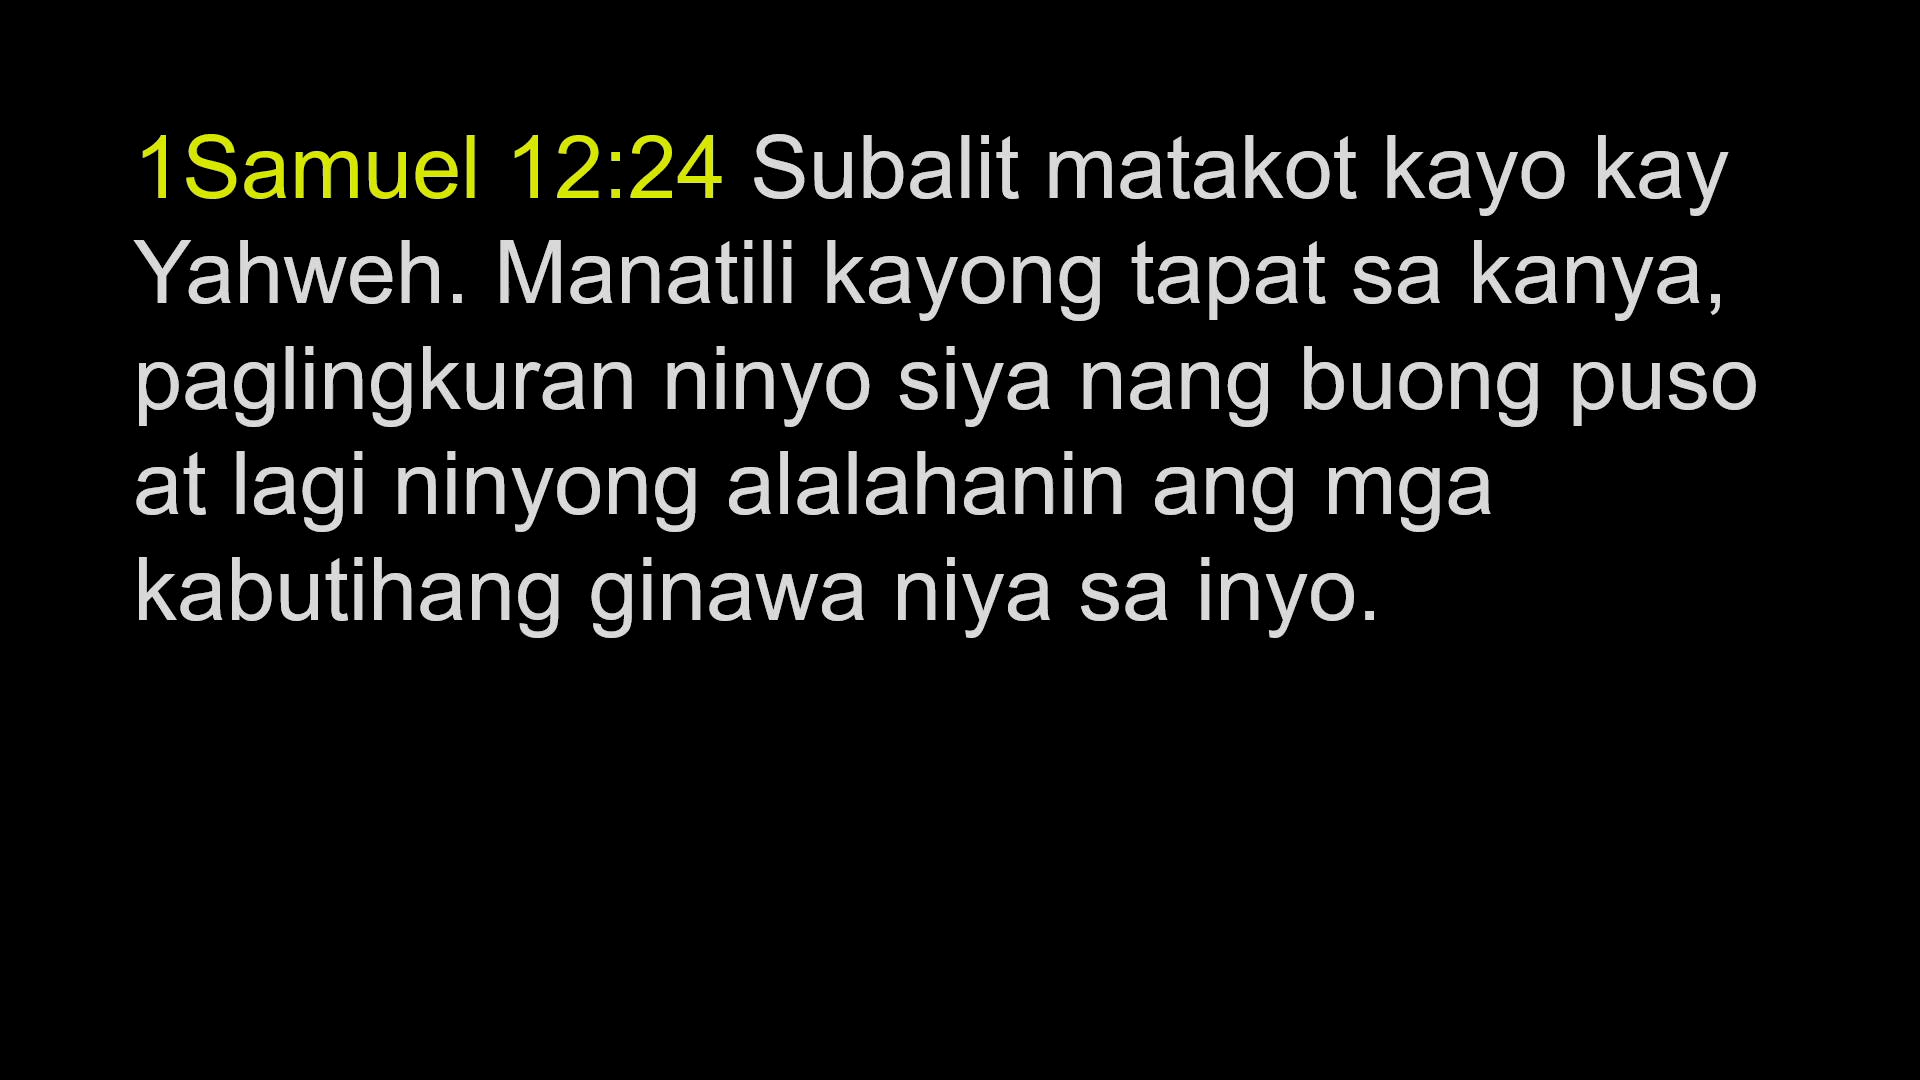 1Samuel 12:24 Subalit matakot kayo kay
Yahweh. Manatili kayong tapat sa kanya,
paglingkuran ninyo siya nang buong puso
at lagi ninyong alalahanin ang mga
kabutihang ginawa niya sa inyo.